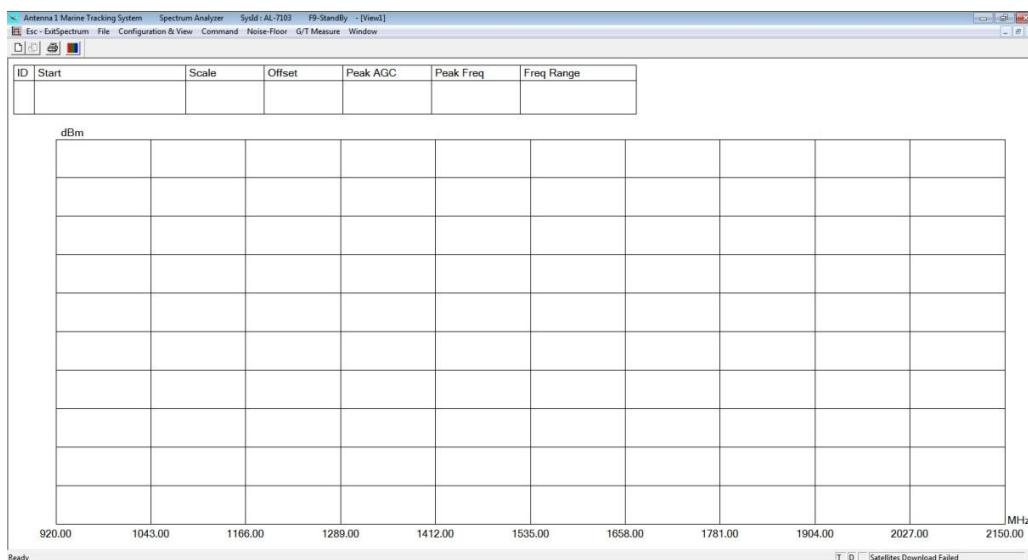 Antenna 1 Marine Tracking System Spectrum Analyzer SysId : AL-7103 F9-StandBy - [View1]
Esc - ExitSpectrum File Configuration & View Command Noise-Floor G/T Measure Window
ID Start Scale Offset Peak AGC Peak Freq Freq Range
dBm
MHz
920.00 1043.00 1166.00 1289.00 1412.00 1535.00 1658.00 1781.00 1904.00 2027.00 2150.00
Ready T D Satellites Download Failed